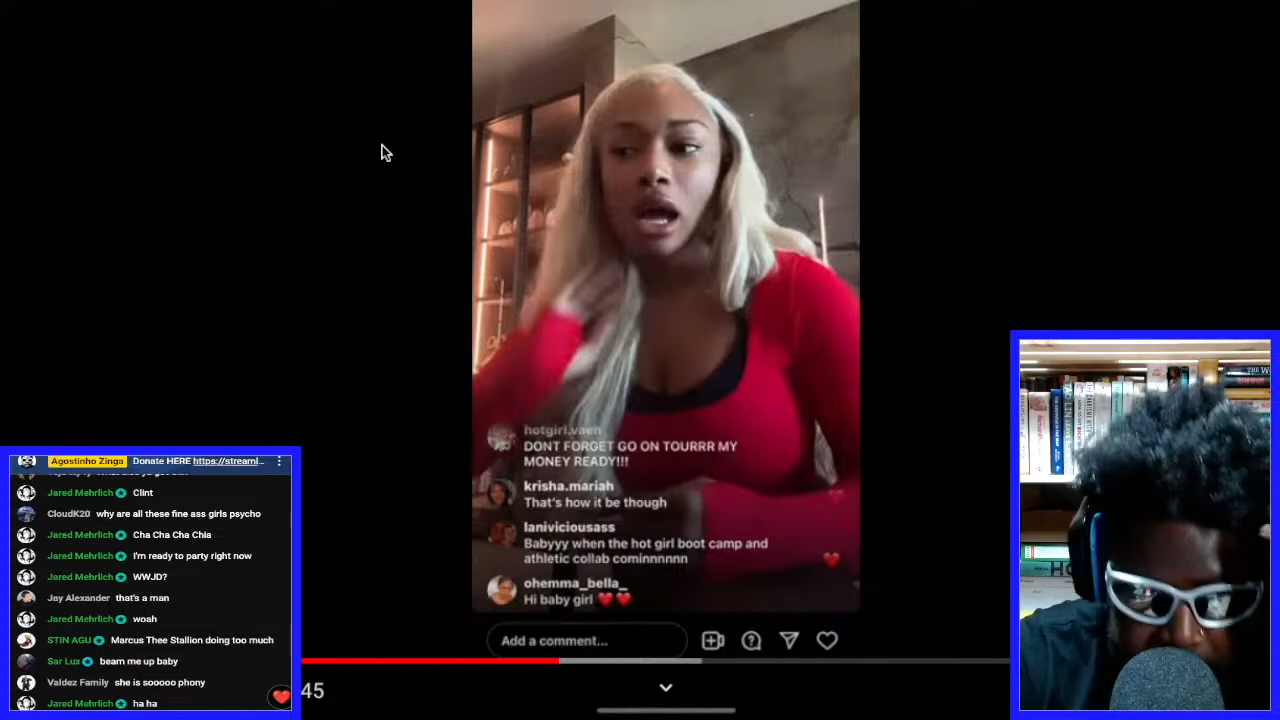 hotgirl.vaen
DONT FORGET GO ON TOURRR MY
MONEY READY!!!
krisha.mariah
That's how it be though
laniviciousass
Babyyy when the hot girl boot camp and
athletic collab cominnnnnn
ohemma_bella_
Hi baby girl ❤️❤️
Add a comment...
45
Agostinho Zinga Donate HERE https://streaml...
Jared Mehrlich Clint
CloudK20 why are all these fine ass girls psycho
Jared Mehrlich Cha Cha Cha Chia
Jared Mehrlich I'm ready to party right now
Jared Mehrlich WWJD?
Jay Alexander that's a man
Jared Mehrlich woah
STIN AGU Marcus Thee Stallion doing too much
Sar Lux beam me up baby
Valdez Family she is sooooo phony
Jared Mehrlich ha ha